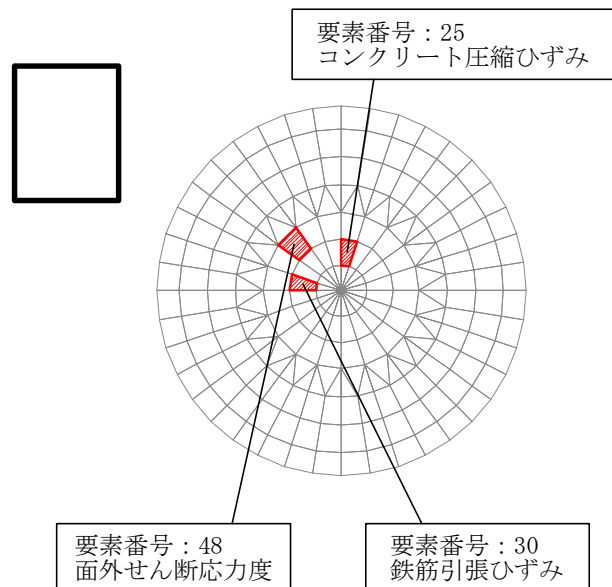 要素番号：25
コンクリート圧縮ひずみ
要素番号：48
面外せん断応力度
要素番号：30
鉄筋引張ひずみ